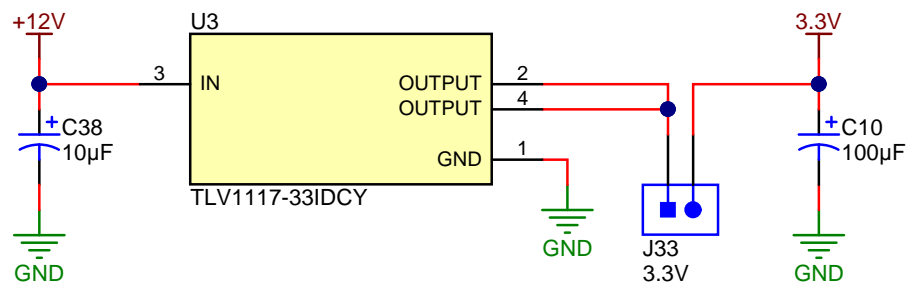 +12V
U3
3.3V
3
IN
OUTPUT
2
OUTPUT
4
+
C38
10µF
+
C10
100µF
GND
1
TLV1117-33IDCY
GND
GND
J33
3.3V
GND